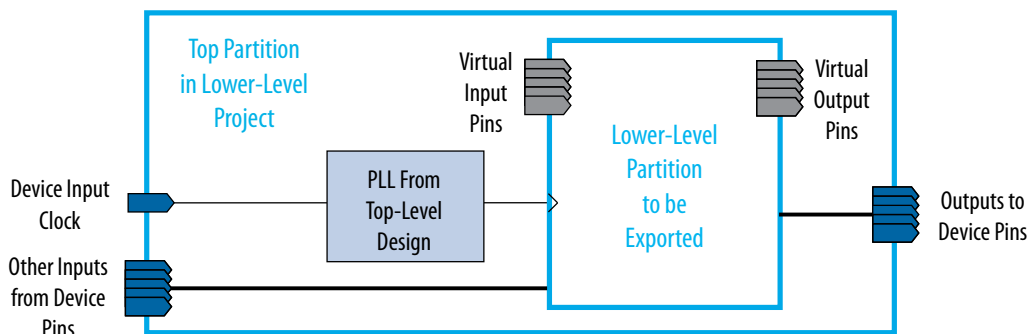 Top Partition
in Lower-Level
Project
Virtual
Input
Pins
Virtual
Output
Pins
Lower-Level
Partition
to be
Exported
Device Input
Clock
PLL From
Top-Level
Design
Outputs to
Device Pins
Other Inputs
from Device
Pins